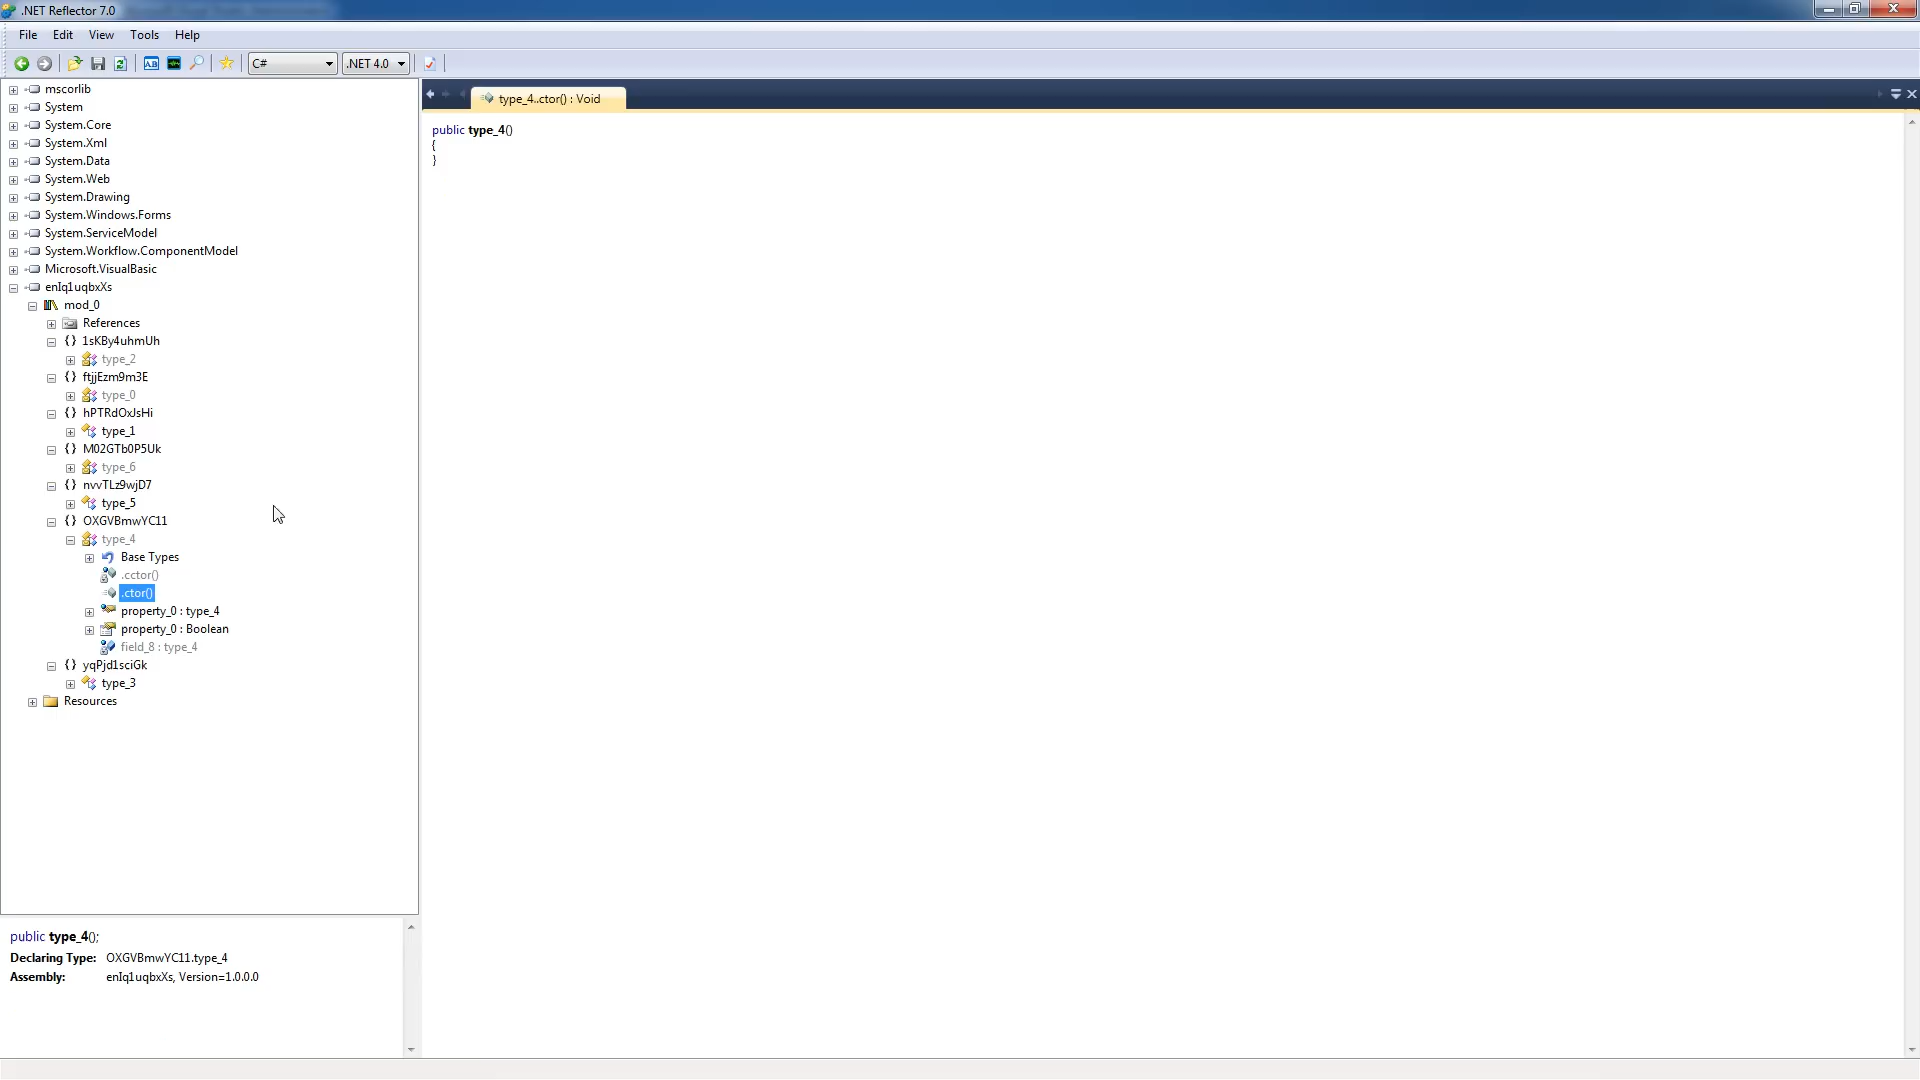 .NET Reflector 7.0
File Edit View Tools Help
C# .NET 4.0
mscorlib
System
System.Core
System.Xml
System.Data
System.Web
System.Drawing
System.Windows.Forms
System.ServiceModel
System.Workflow.ComponentModel
Microsoft.VisualBasic
enIq1uqbxXs
mod_0
References
{} 1sKBy4uhmUh
type_2
{} ftjjEzm9m3E
type_0
{} hPTRdOxJsHi
type_1
{} M02GTb0P5Uk
type_6
{} nvvTLz9wjD7
type_5
{} OXGVBmwYC11
type_4
Base Types
.cctor()
.ctor()
property_0 : type_4
property_0 : Boolean
field_8 : type_4
{} yqPjd1sciGk
type_3
Resources
public type_4();
Declaring Type: OXGVBmwYC11.type_4
Assembly: enIq1uqbxXs, Version=1.0.0.0
type_4..ctor() : Void
public type_4()
{
}